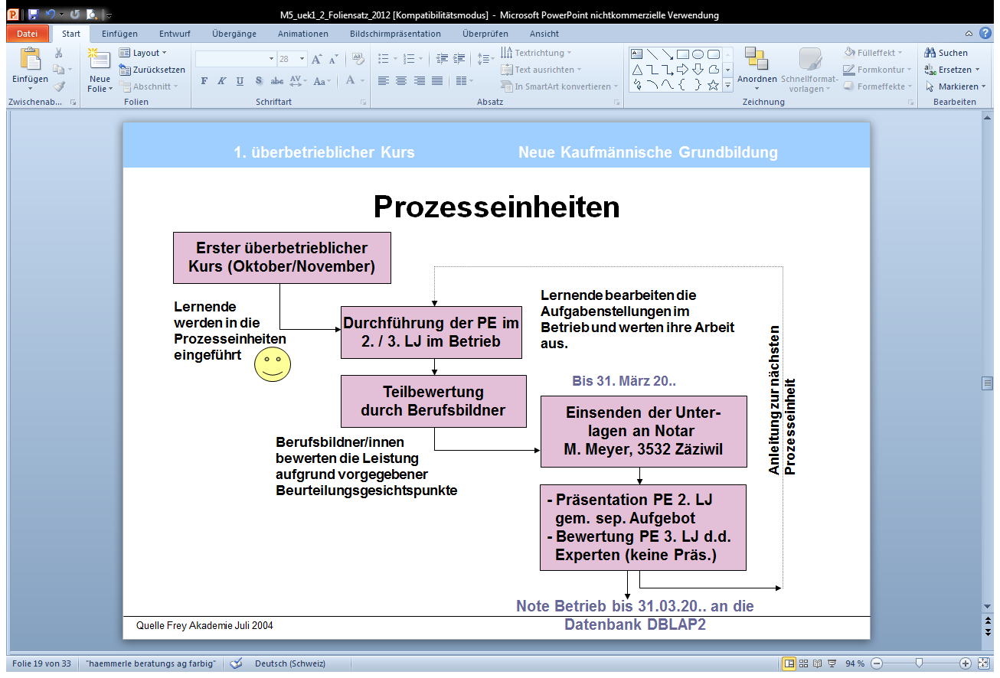 M5_uek1_2_Foliensatz_2012 [Kompatibilitätsmodus] - Microsoft PowerPoint nichtkommerzielle Verwendung
Datei Start Einfügen Entwurf Übergänge Animationen Bildschirmpräsentation Überprüfen Ansicht
Einfügen
Zwischenab...
Neue
Folie
Layout
Zurücksetzen
Abschnitt
Folien
28
F K U S abc AV Aa A
Schriftart
Textrichtung
Text ausrichten
In SmartArt konvertieren
Absatz
Anordnen
Schnellformat-
vorlagen
Fülleffekt
Formkontur
Formeffekte
Zeichnung
Suchen
Ersetzen
Markieren
Bearbeiten
1. überbetrieblicher Kurs Neue Kaufmännische Grundbildung
Prozesseinheiten
Erster überbetrieblicher
Kurs (Oktober/November)
Lernende
werden in die
Prozesseinheiten
eingeführt
Durchführung der PE im
2. / 3. LJ im Betrieb
Lernende bearbeiten die
Aufgabenstellungen im
Betrieb und werten ihre Arbeit
aus.
Teilbewertung
durch Berufsbildner
Berufsbildner/innen
bewerten die Leistung
aufgrund vorgegebener
Beurteilungsgesichtspunkte
Bis 31. März 20..
Einsenden der Unter-
lagen an Notar
M. Meyer, 3532 Zäziwil
Anleitung zur nächsten
Prozesseinheit
- Präsentation PE 2. LJ
gem. sep. Aufgebot
- Bewertung PE 3. LJ d.d.
Experten (keine Präs.)
Note Betrieb bis 31.03.20.. an die
Datenbank DBLAP2
Quelle Frey Akademie Juli 2004
Folie 19 von 33 "haemmerle beratungs ag farbig" Deutsch (Schweiz) 94 %